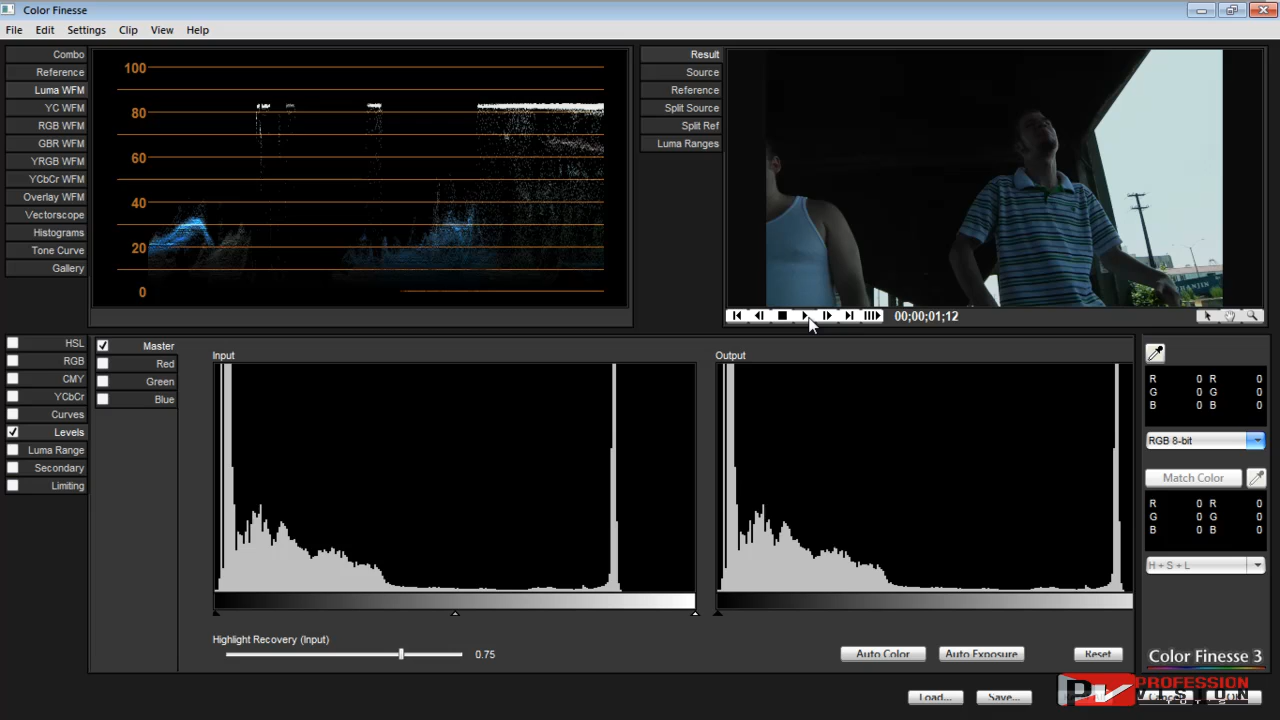 Color Finesse
File Edit Settings Clip View Help
Combo
Reference
Luma WFM
YC WFM
RGB WFM
GBR WFM
YRGB WFM
YCbCr WFM
Overlay WFM
Vectorscope
Histograms
Tone Curve
Gallery
100
80
60
40
20
0
Result
Source
Reference
Split Source
Split Ref
Luma Ranges
00;00;01;12
HSL
RGB
CMY
YCbCr
Curves
Levels
Luma Range
Secondary
Limiting
Master
Red
Green
Blue
Input
Output
Highlight Recovery (Input) 0.75
Auto Color Auto Exposure Reset
R 0 R 0
G 0 G 0
B 0 B 0
RGB 8-bit
Match Color
R 0 R 0
G 0 G 0
B 0 B 0
H + S + L
Color Finesse 3
Load... Save...
PROFESSION
VISION